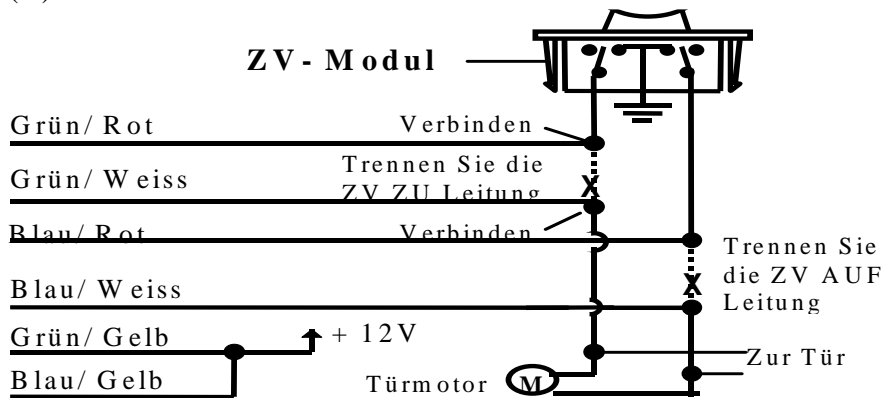 ZV-Modul
Grün/Rot
Verbinden
Trennen Sie die
ZV ZU Leitung
Grün/Weiss
X
Blau/Rot
Verbinden
Trennen Sie
die ZV AUF
Leitung
X
Blau/Weiss
Grün/Gelb
+ 12V
Zur Tür
Blau/Gelb
Türmotor
M